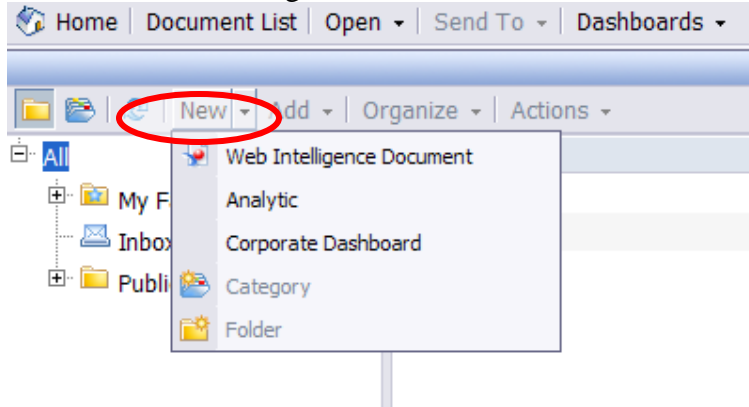 Home Document List Open Send To Dashboards
New Add Organize Actions
All
Web Intelligence Document
My F
Analytic
Inbox
Corporate Dashboard
Publi
Category
Folder